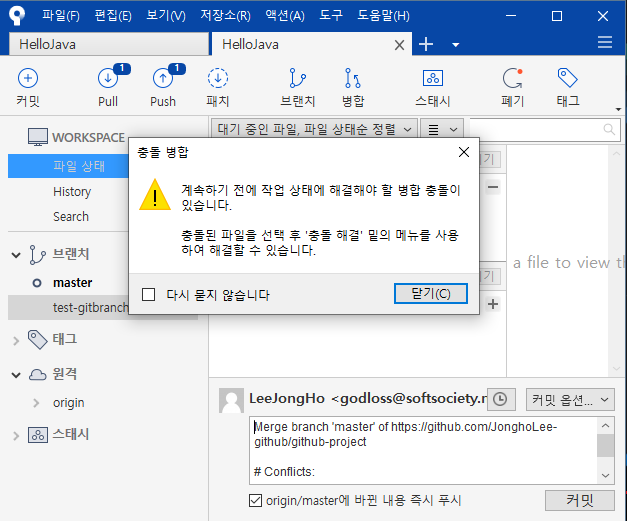 파일(F) 편집(E) 보기(V) 저장소(R) 액션(A) 도구 도움말(H)
HelloJava
HelloJava
1
1
커밋 Pull Push 패치 브랜치 병합 스태시 폐기 태그
WORKSPACE
파일 상태
History
Search
브랜치
master
test-gitbranch
태그
원격
origin
스태시
대기 중인 파일, 파일 상태순 정렬
충돌 병합
계속하기 전에 작업 상태에 해결해야 할 병합 충돌이
있습니다.
충돌된 파일을 선택 후 '충돌 해결' 밑의 메뉴를 사용
하여 해결할 수 있습니다.
다시 묻지 않습니다
닫기(C)
기
a file to view th
기
LeeJongHo <godloss@softsociety.r
커밋 옵션...
Merge branch 'master' of https://github.com/JonghoLee-
github/github-project
# Conflicts:
origin/master에 바뀐 내용 즉시 푸시
커밋